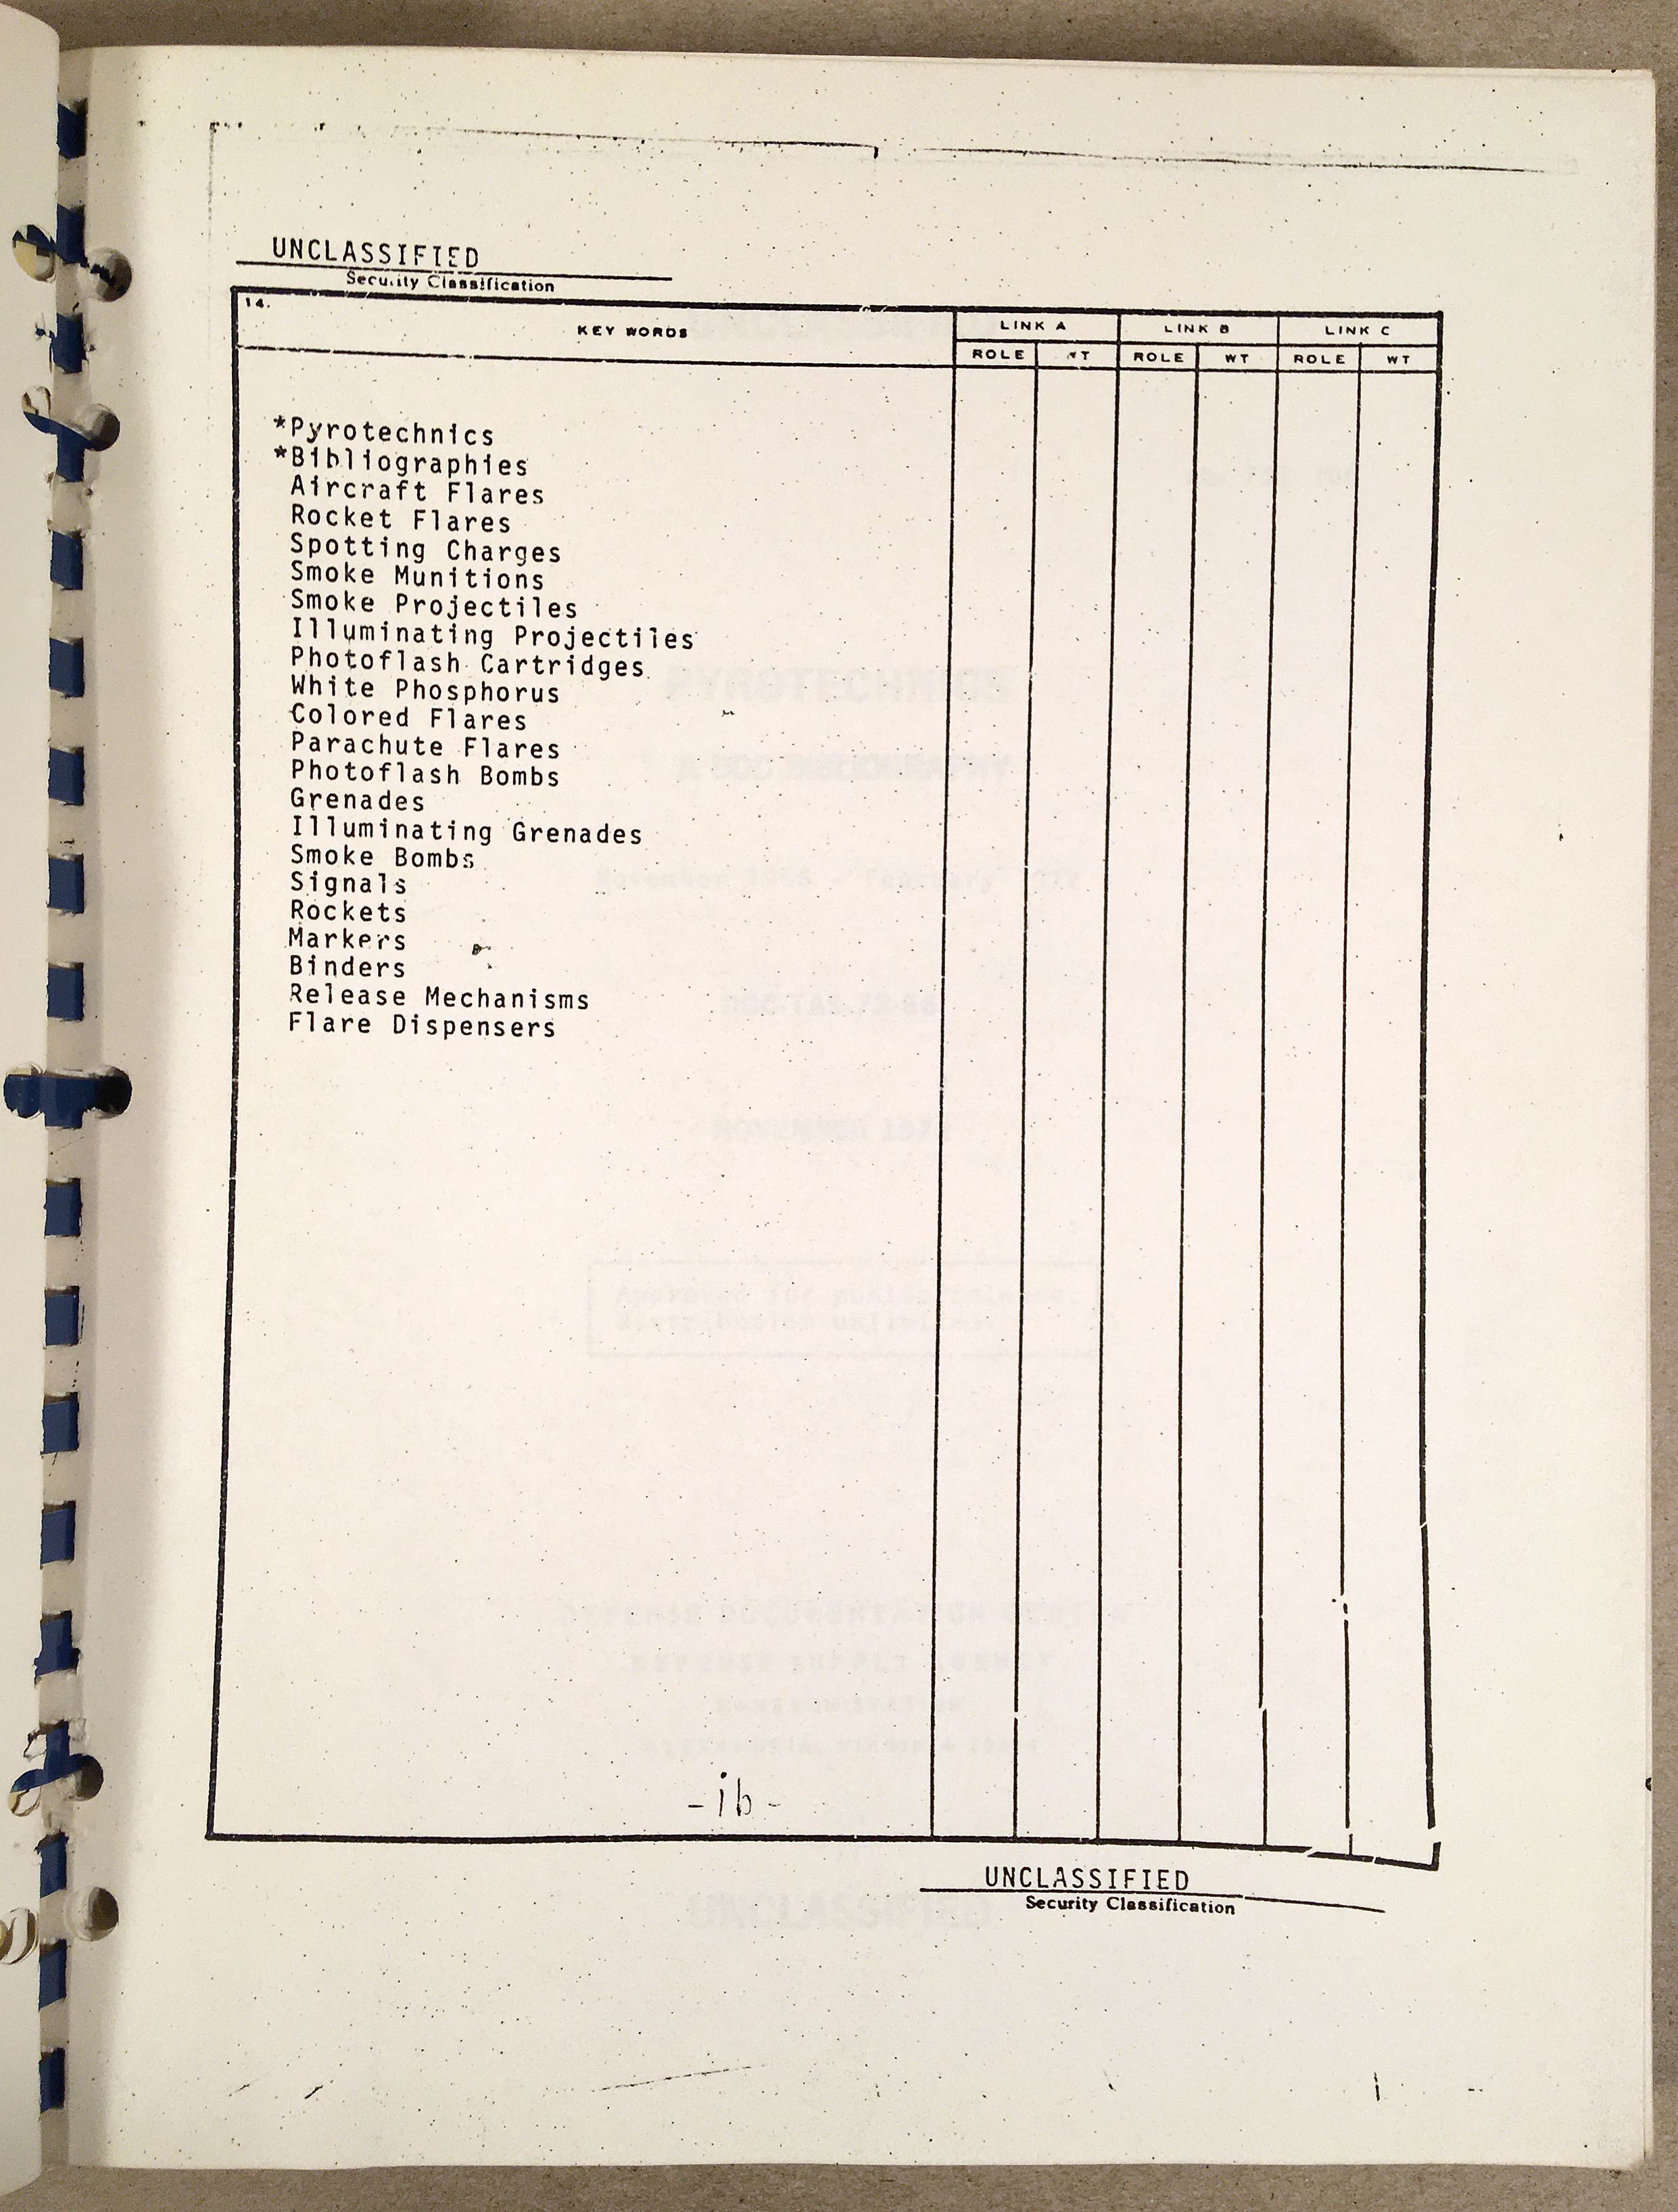 UNCLASSIFIED
Security Classification
14.
KEY WORDS
LINK A
LINK B
LINK C
ROLE
WT
ROLE
WT
ROLE
WT
*Pyrotechnics
*Bibliographies
Aircraft Flares
Rocket Flares
Spotting Charges
Smoke Munitions
Smoke Projectiles
Illuminating Projectiles
Photoflash Cartridges
White Phosphorus
Colored Flares
Parachute Flares
Photoflash Bombs
Grenades
Illuminating Grenades
Smoke Bombs
Signals
Rockets
Markers
Binders
Release Mechanisms
Flare Dispensers
-ib-
UNCLASSIFIED
Security Classification